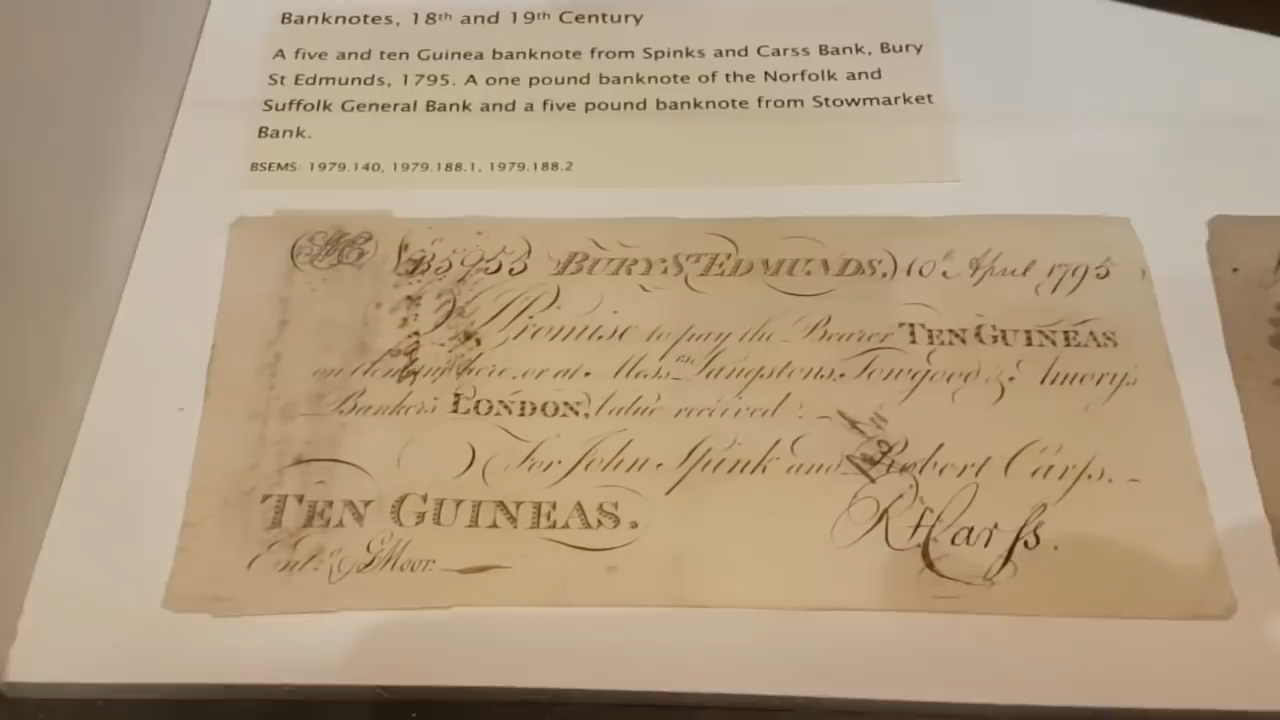 Banknotes, 18th and 19th Century
A five and ten Guinea banknote from Spinks and Carss Bank, Bury
St Edmunds, 1795. A one pound banknote of the Norfolk and
Suffolk General Bank and a five pound banknote from Stowmarket
Bank.
BSEMS: 1979.140, 1979.188.1, 1979.188.2
BURY St EDMUNDS, 10th April 1795
I Promise to pay the Bearer TEN GUINEAS
on demand here or at Messrs Langstons, Towgood & Amory's
Bankers LONDON, Value received
For John Spink and Robert Carſs.
TEN GUINEAS.
R Carſs.
Entd G Moor.